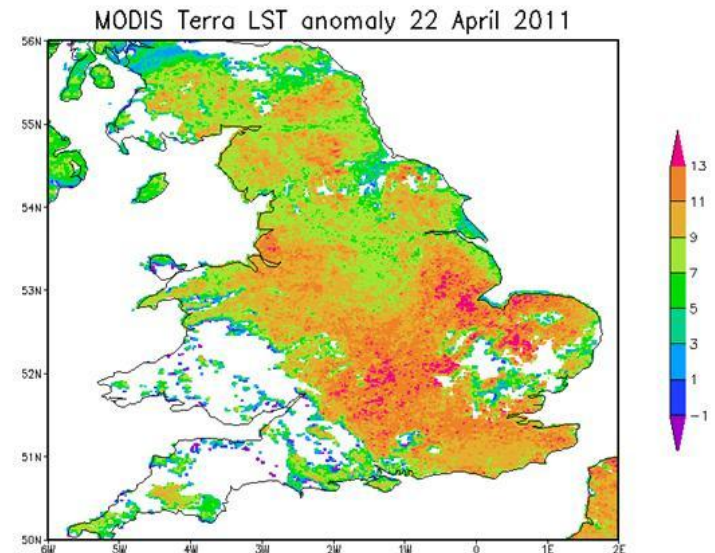 MODIS Terra LST anomaly 22 April 2011
56N
55N
54N
53N
52N
51N
50N
6W 5W 4W 3W 2W 1W 0 1E 2E
13
11
9
7
5
3
1
-1